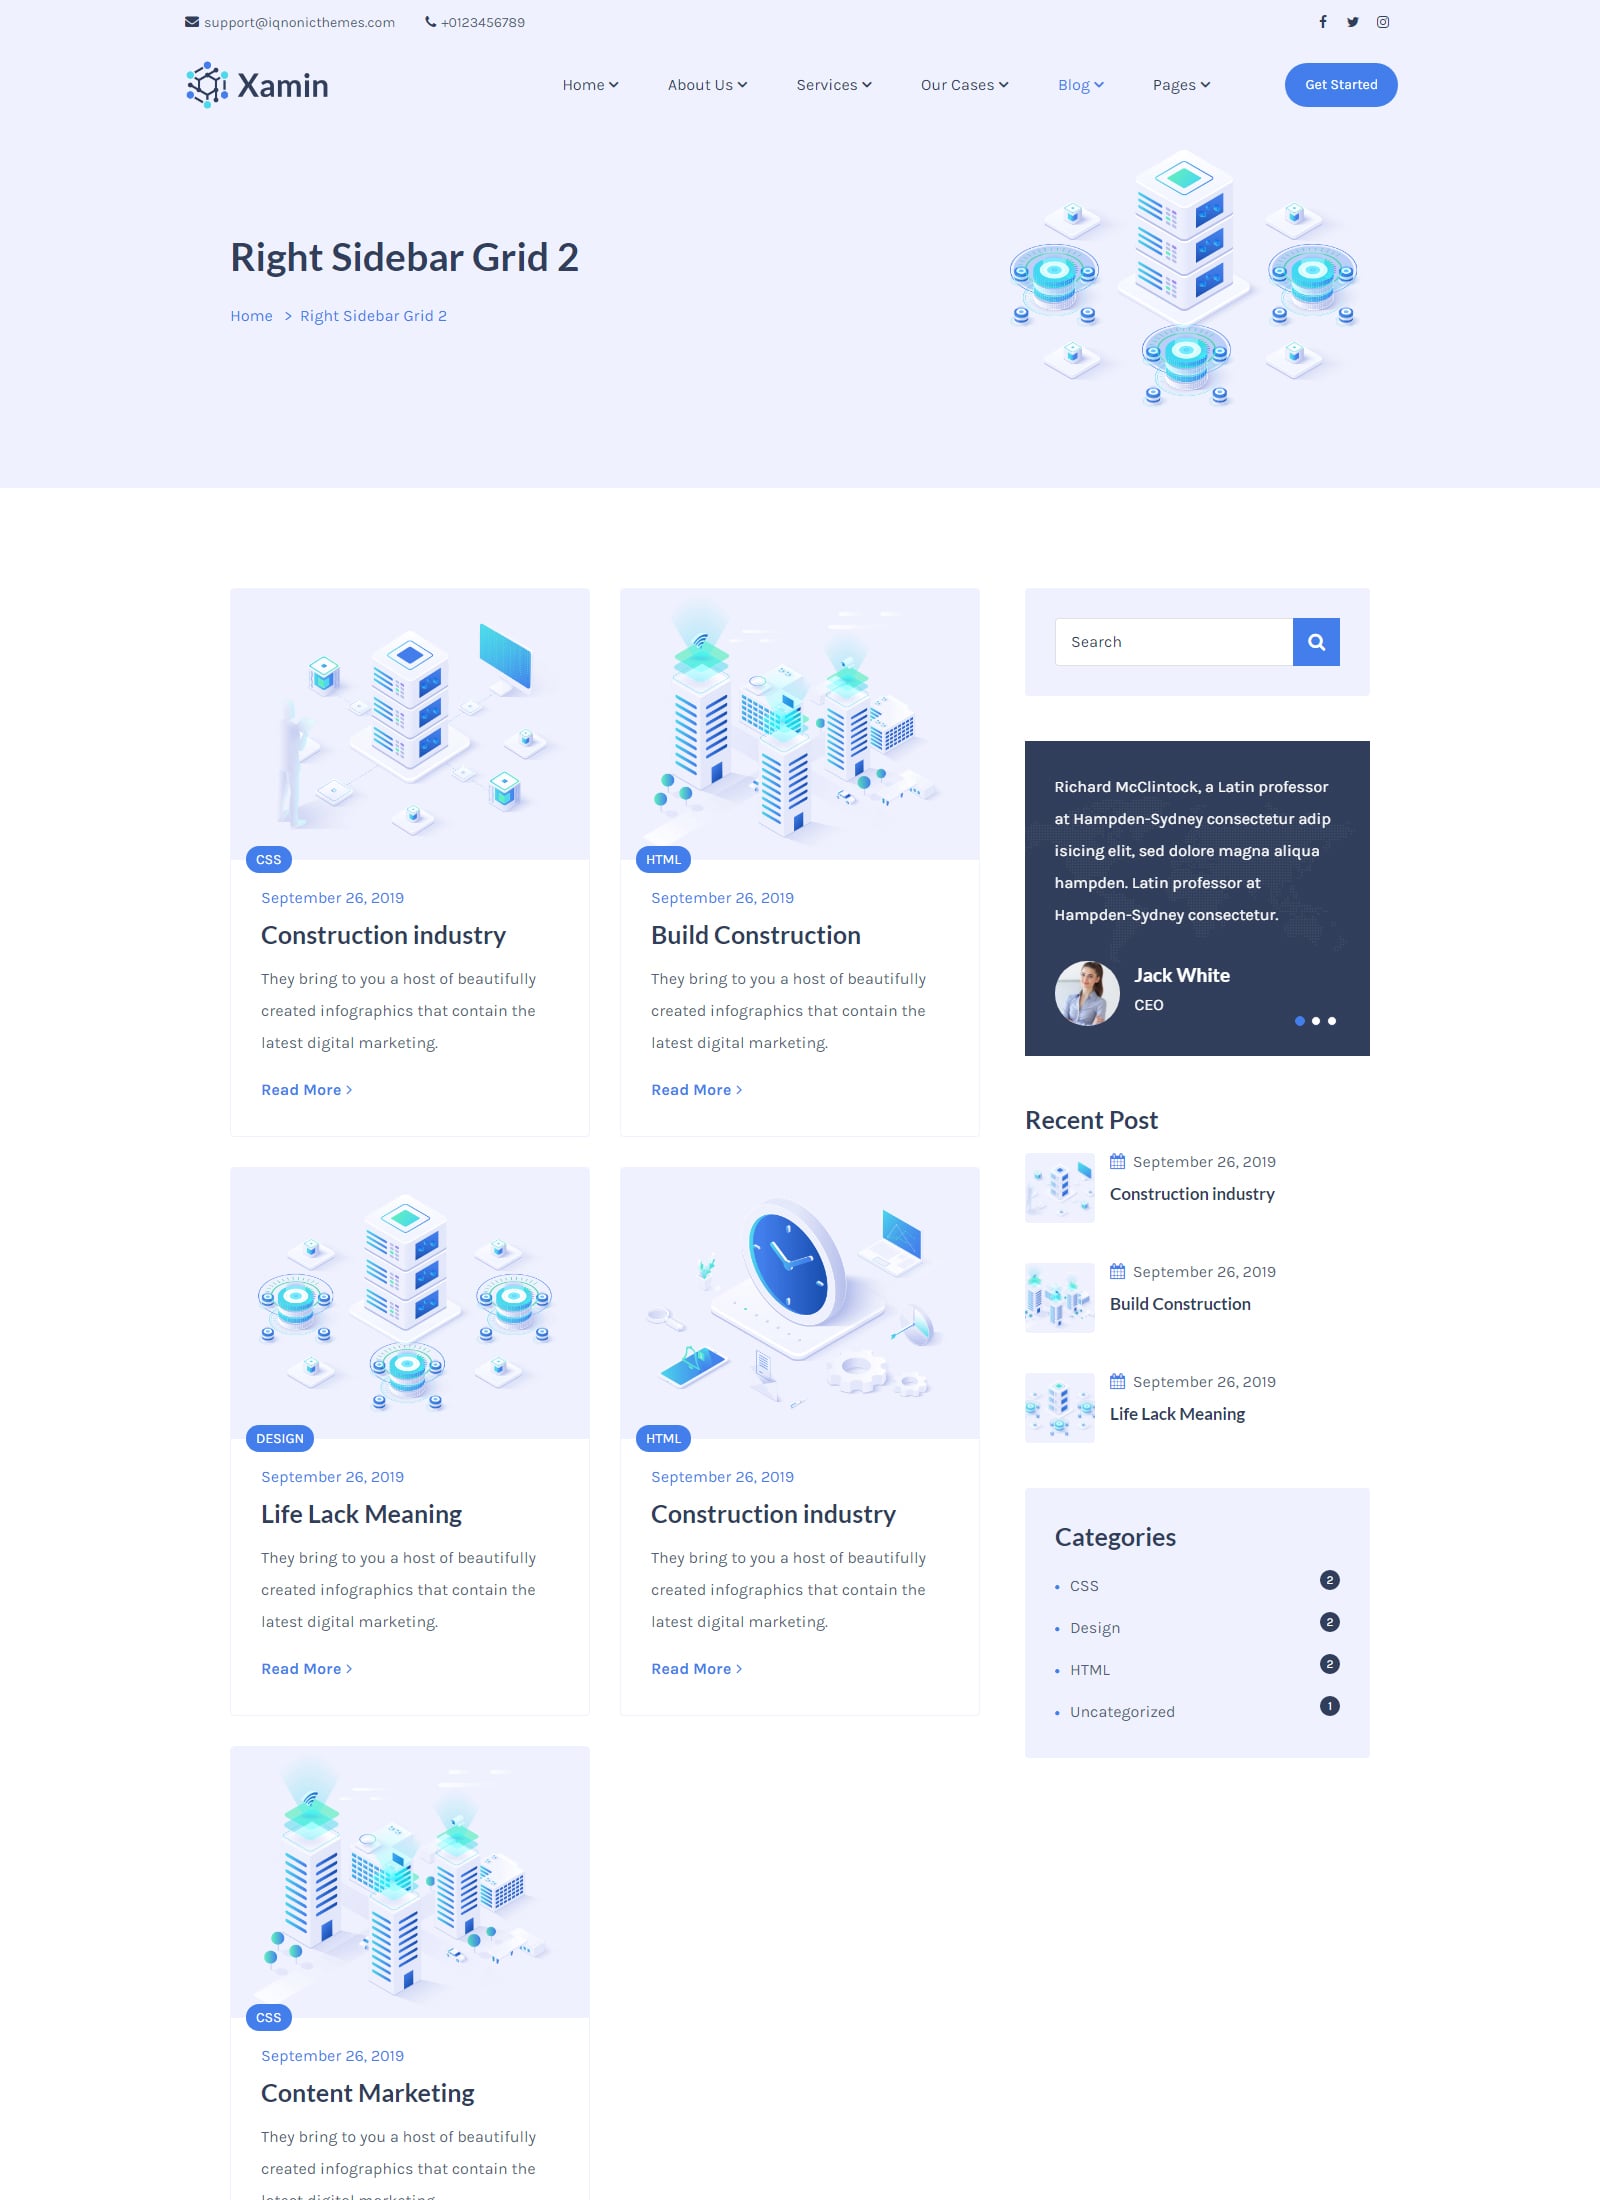 support@iqnonicthemes.com
+0123456789
Xamin
Home
About Us
Services
Our Cases
Blog
Pages
Get Started
Right Sidebar Grid 2
Home > Right Sidebar Grid 2
CSS
September 26, 2019
Construction industry
They bring to you a host of beautifully
created infographics that contain the
latest digital marketing.
Read More
HTML
September 26, 2019
Build Construction
They bring to you a host of beautifully
created infographics that contain the
latest digital marketing.
Read More
DESIGN
September 26, 2019
Life Lack Meaning
They bring to you a host of beautifully
created infographics that contain the
latest digital marketing.
Read More
HTML
September 26, 2019
Construction industry
They bring to you a host of beautifully
created infographics that contain the
latest digital marketing.
Read More
CSS
September 26, 2019
Content Marketing
They bring to you a host of beautifully
created infographics that contain the
latest digital marketing.
Search
Richard McClintock, a Latin professor
at Hampden-Sydney consectetur adip
isicing elit, sed dolore magna aliqua
hampden. Latin professor at
Hampden-Sydney consectetur.
Jack White
CEO
Recent Post
September 26, 2019
Construction industry
September 26, 2019
Build Construction
September 26, 2019
Life Lack Meaning
Categories
CSS 2
Design 2
HTML 2
Uncategorized 1